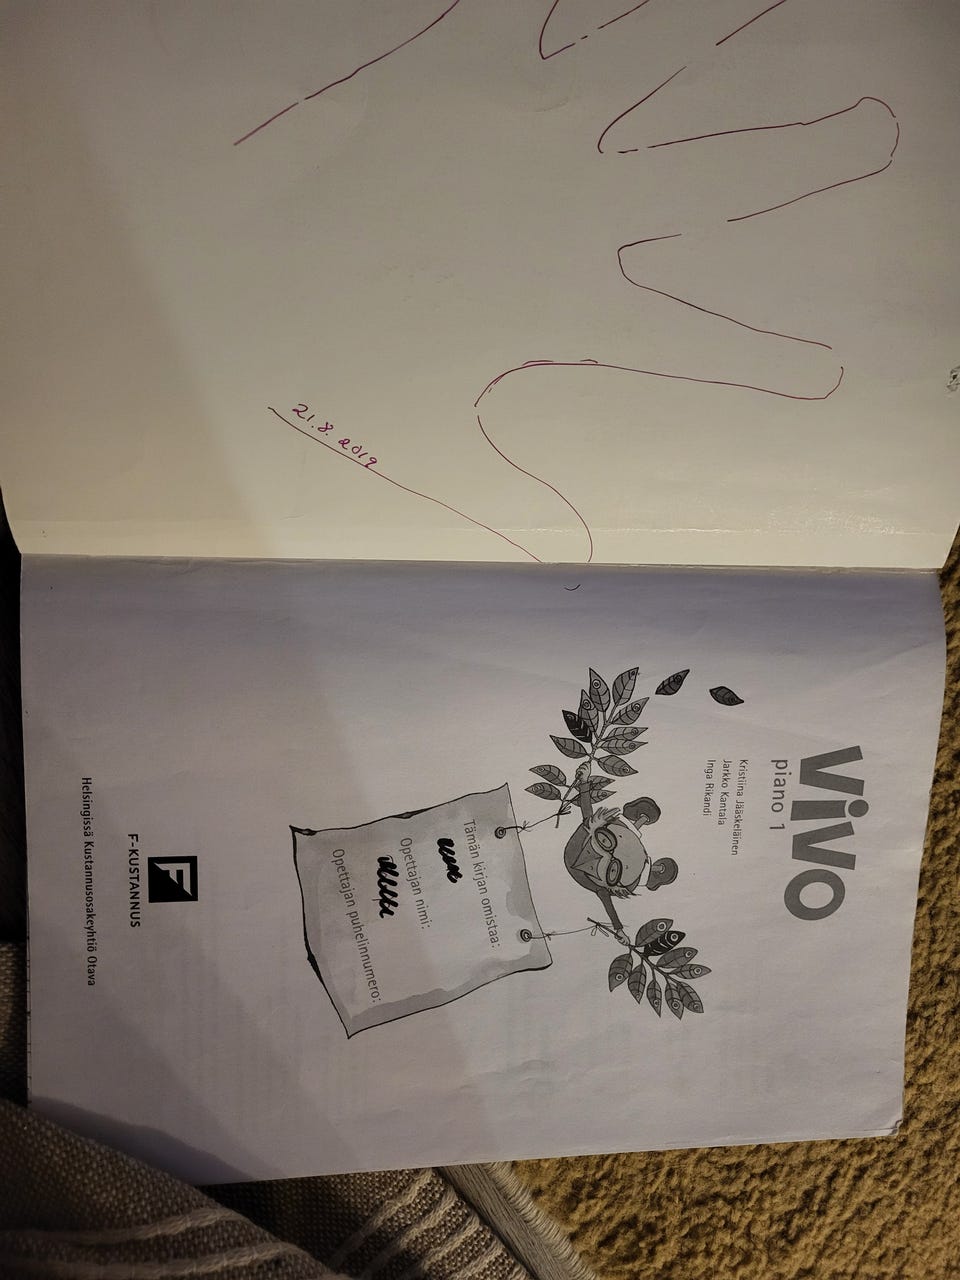 21.8.2019
Vivo
piano 1
Kristiina Jääskeläinen
Jarkko Kantala
Inga Rikandi
Tämän kirjan omistaa:
Opettajan nimi:
Opettajan puhelinnumero:
F
F-KUSTANNUS
Helsingissä Kustannusosakeyhtiö Otava